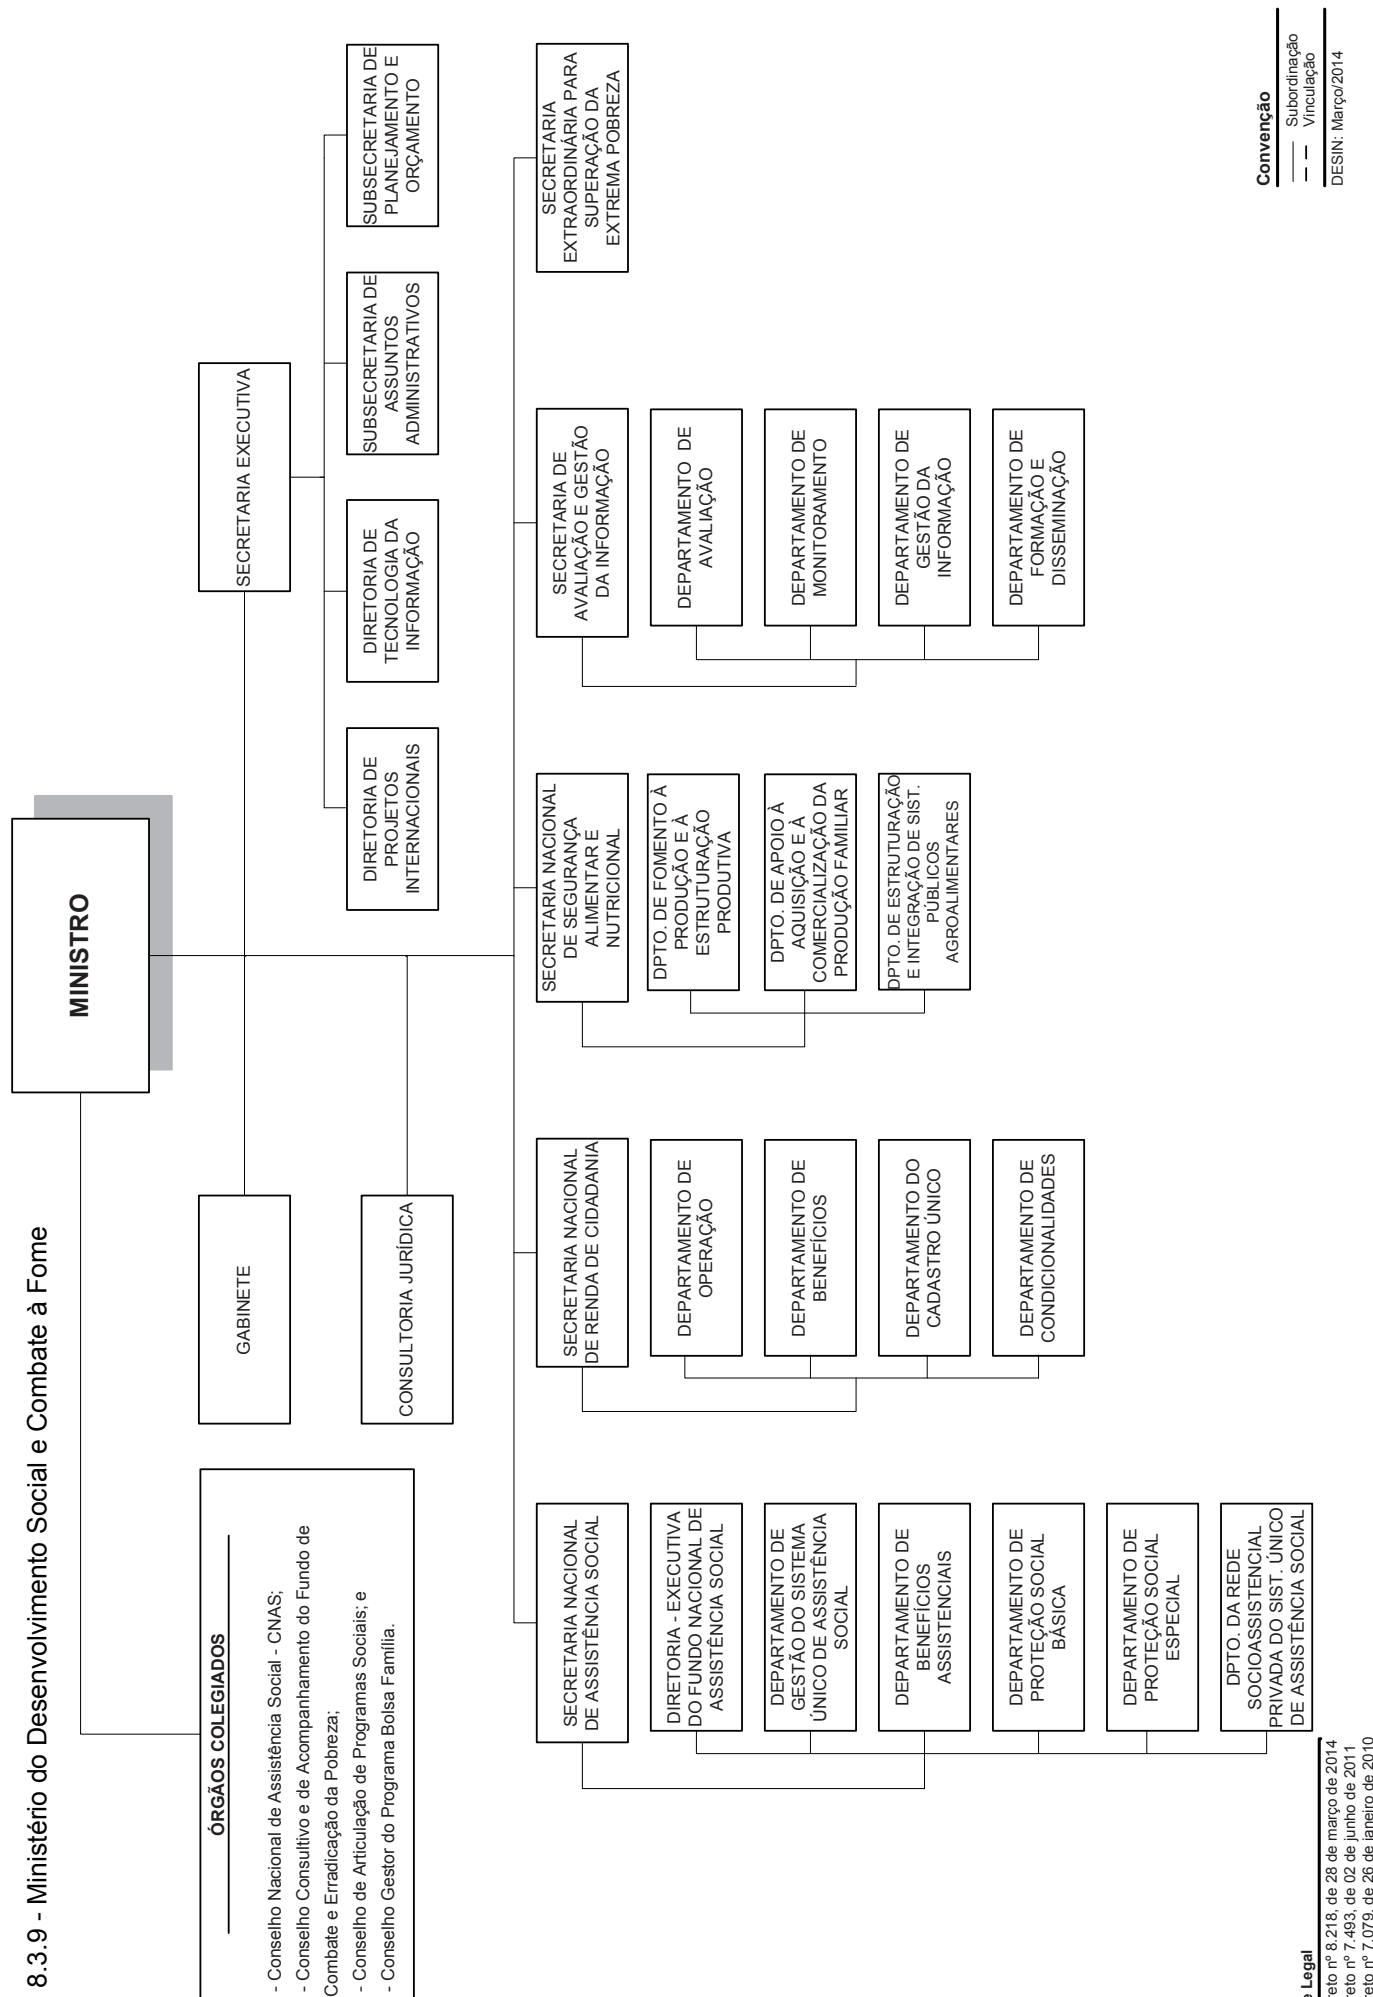 8.3.9 - Ministério do Desenvolvimento Social e Combate à Fome
MINISTRO
ÓRGÃOS COLEGIADOS
- Conselho Nacional de Assistência Social - CNAS;
- Conselho Consultivo e de Acompanhamento do Fundo de
Combate e Erradicação da Pobreza;
- Conselho de Articulação de Programas Sociais; e
- Conselho Gestor do Programa Bolsa Família.
GABINETE
SECRETARIA EXECUTIVA
CONSULTORIA JURÍDICA
DIRETORIA DE
PROJETOS
INTERNACIONAIS
DIRETORIA DE
TECNOLOGIA DA
INFORMAÇÃO
SUBSECRETARIA DE
ASSUNTOS
ADMINISTRATIVOS
SUBSECRETARIA DE
PLANEJAMENTO E
ORÇAMENTO
SECRETARIA NACIONAL
DE ASSISTÊNCIA SOCIAL
DIRETORIA - EXECUTIVA
DO FUNDO NACIONAL DE
ASSISTÊNCIA SOCIAL
DEPARTAMENTO DE
GESTÃO DO SISTEMA
ÚNICO DE ASSISTÊNCIA
SOCIAL
DEPARTAMENTO DE
BENEFÍCIOS
ASSISTENCIAIS
DEPARTAMENTO DE
PROTEÇÃO SOCIAL
BÁSICA
DEPARTAMENTO DE
PROTEÇÃO SOCIAL
ESPECIAL
DPTO. DA REDE
SOCIOASSISTENCIAL
PRIVADA DO SIST. ÚNICO
DE ASSISTÊNCIA SOCIAL
SECRETARIA NACIONAL
DE RENDA DE CIDADANIA
DEPARTAMENTO DE
OPERAÇÃO
DEPARTAMENTO DE
BENEFÍCIOS
DEPARTAMENTO DO
CADASTRO ÚNICO
DEPARTAMENTO DE
CONDICIONALIDADES
SECRETARIA NACIONAL
DE SEGURANÇA
ALIMENTAR E
NUTRICIONAL
DPTO. DE FOMENTO À
PRODUÇÃO E À
ESTRUTURAÇÃO
PRODUTIVA
DPTO. DE APOIO À
AQUISIÇÃO E À
COMERCIALIZAÇÃO DA
PRODUÇÃO FAMILIAR
DPTO. DE ESTRUTURAÇÃO
E INTEGRAÇÃO DE SIST.
PÚBLICOS
AGROALIMENTARES
SECRETARIA DE
AVALIAÇÃO E GESTÃO
DA INFORMAÇÃO
DEPARTAMENTO DE
AVALIAÇÃO
DEPARTAMENTO DE
MONITORAMENTO
DEPARTAMENTO DE
GESTÃO DA
INFORMAÇÃO
DEPARTAMENTO DE
FORMAÇÃO E
DISSEMINAÇÃO
SECRETARIA
EXTRAORDINÁRIA PARA
SUPERAÇÃO DA
EXTREMA POBREZA
Legal
nº 8.218, de 28 de março de 2014
nº 7.493, de 02 de junho de 2011
nº 7.079, de 26 de janeiro de 2010
Convenção
Subordinação
Vinculação
DESIN: Março/2014